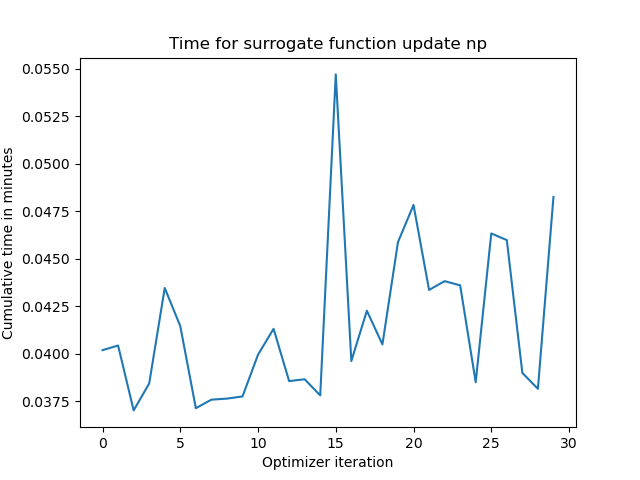 Time for surrogate function update np
Cumulative time in minutes
0.0550
0.0525
0.0500
0.0475
0.0450
0.0425
0.0400
0.0375
0 5 10 15 20 25 30
Optimizer iteration